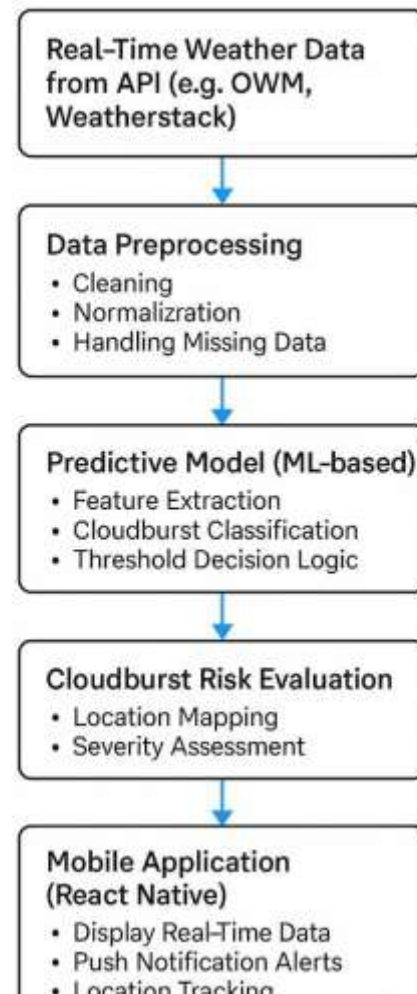 Real-Time Weather Data
from API (e.g. OWM,
Weatherstack)
Data Preprocessing
• Cleaning
• Normalizration
• Handling Missing Data
Predictive Model (ML-based)
• Feature Extraction
• Cloudburst Classification
• Threshold Decision Logic
Cloudburst Risk Evaluation
• Location Mapping
• Severity Assessment
Mobile Application
(React Native)
• Display Real-Time Data
• Push Notification Alerts
• Location Tracking